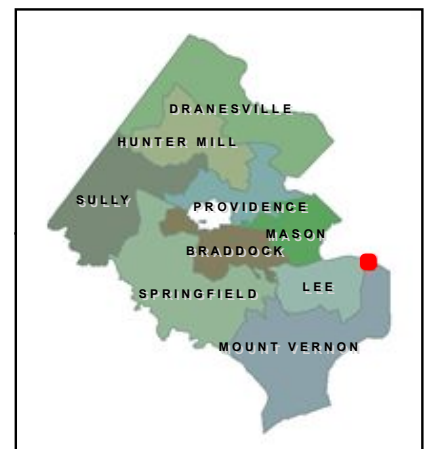 DRANESVILLE
HUNTER MILL
SULLY
PROVIDENCE
MASON
BRADDOCK
LEE
SPRINGFIELD
MOUNT VERNON